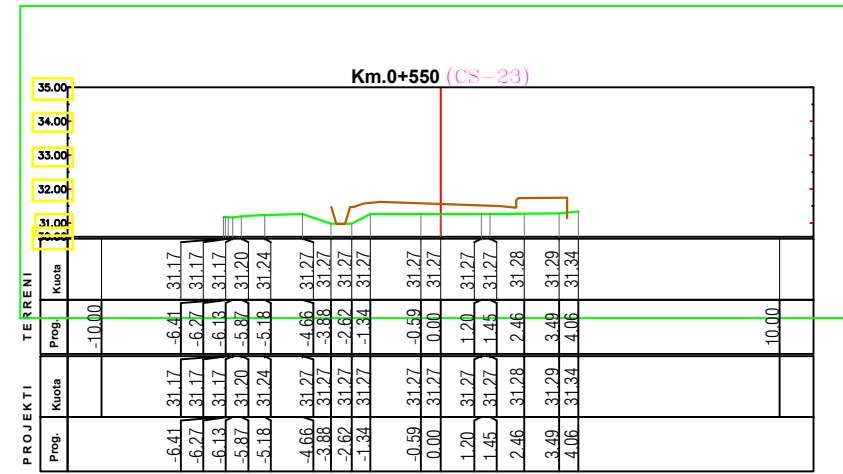 Km.0+550 (CS-23)
35.00
34.00
33.00
32.00
31.00
30.00
TERRENI
Kuota 31.17 31.17 31.17 31.20 31.24 31.27 31.27 31.27 31.27 31.27 31.27 31.27 31.27 31.28 31.29 31.34
Prog. -10.00 -6.41 -6.27 -6.13 -5.87 -5.18 -4.66 -3.88 -2.62 -1.34 -0.59 0.00 1.20 1.45 2.46 3.49 4.06 10.00
PROJEKTI
Kuota 31.17 31.17 31.17 31.20 31.24 31.27 31.27 31.27 31.27 31.27 31.27 31.27 31.27 31.28 31.29 31.34
Prog. -6.41 -6.27 -6.13 -5.87 -5.18 -4.66 -3.88 -2.62 -1.34 -0.59 0.00 1.20 1.45 2.46 3.49 4.06